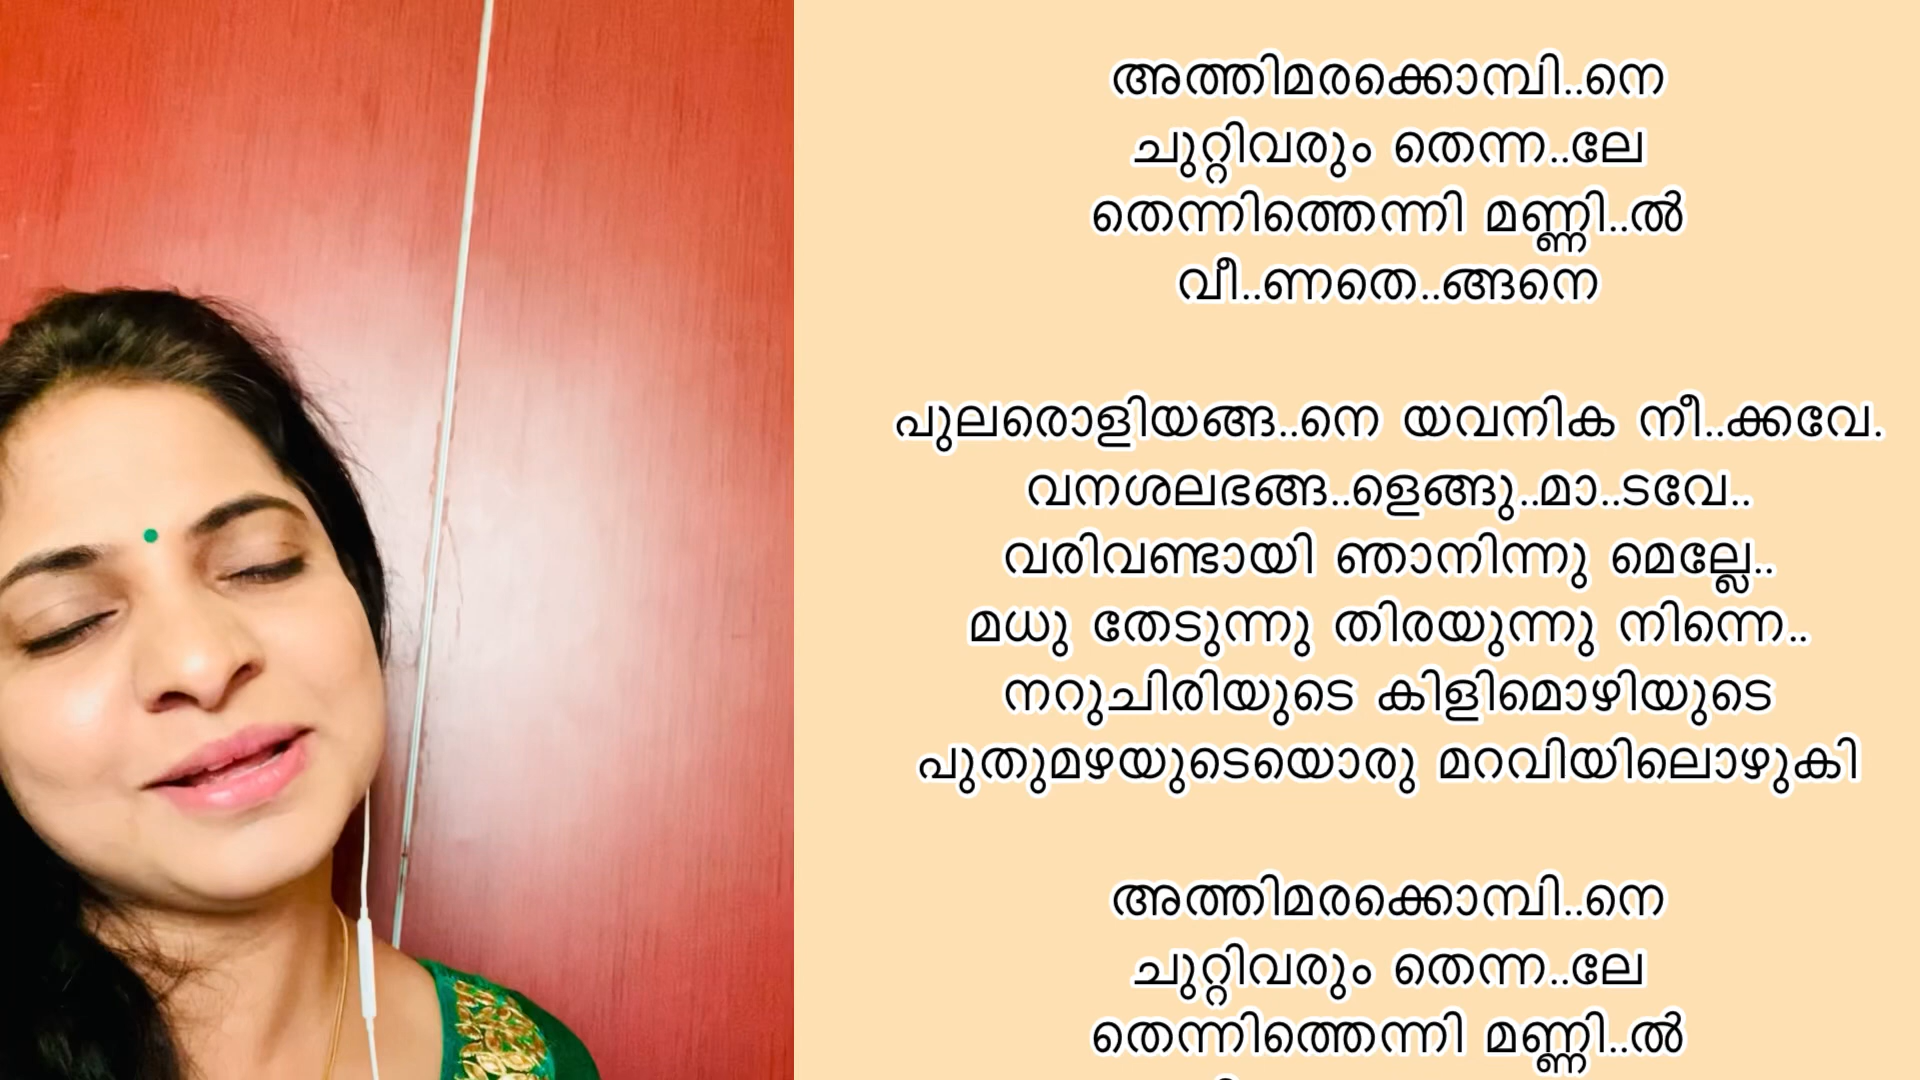 അത്തിമരക്കൊമ്പി..നെ
ചുറ്റിവരും തെന്ന..ലേ
തെന്നിത്തെന്നി മണ്ണി..ൽ
വീ..ണതെ..ങ്ങനെ
പുലരൊളിയങ്ങ..നെ യവനിക നീ..ക്കവേ.
വനശലഭങ്ങ..ളെങ്ങു..മാ..ടവേ..
വരിവണ്ടായി ഞാനിന്നു മെല്ലേ..
മധു തേടുന്നു തിരയുന്നു നിന്നെ..
നറുചിരിയുടെ കിളിമൊഴിയുടെ
പുതുമഴയുടെയൊരു മറവിയിലൊഴുകി
അത്തിമരക്കൊമ്പി..നെ
ചുറ്റിവരും തെന്ന..ലേ
തെന്നിത്തെന്നി മണ്ണി..ൽ